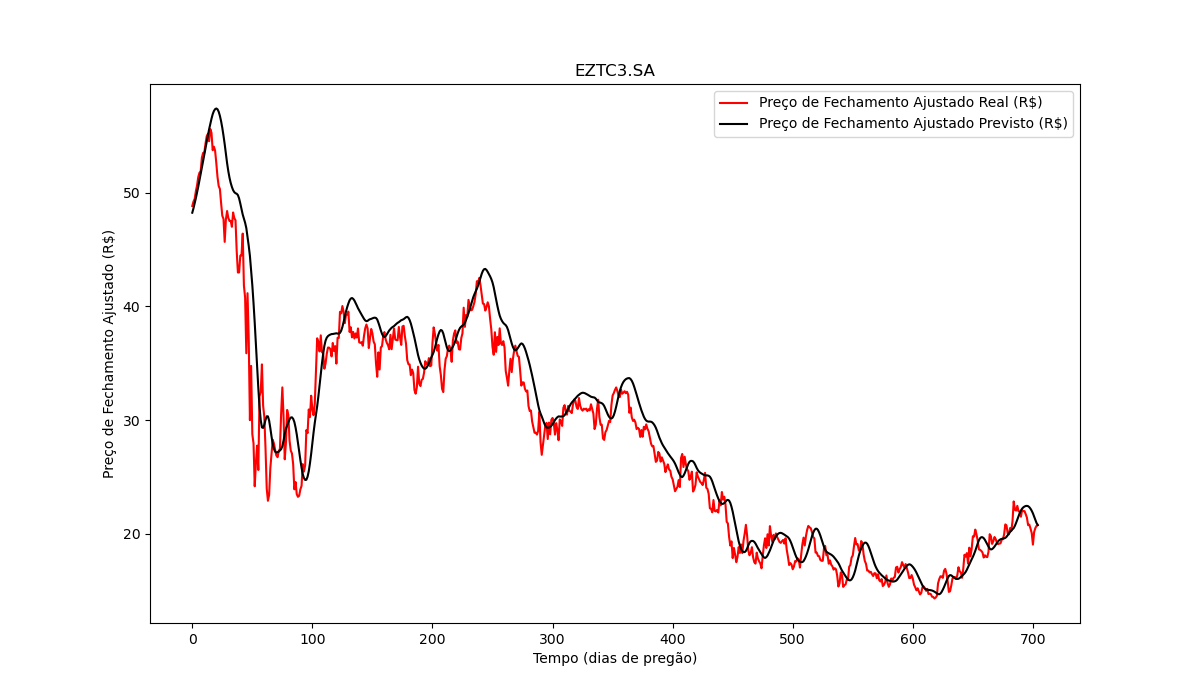 EZTC3.SA
Preço de Fechamento Ajustado Real (R$)
Preço de Fechamento Ajustado Previsto (R$)
Preço de Fechamento Ajustado (R$)
50
40
30
20
0 100 200 300 400 500 600 700
Tempo (dias de pregão)